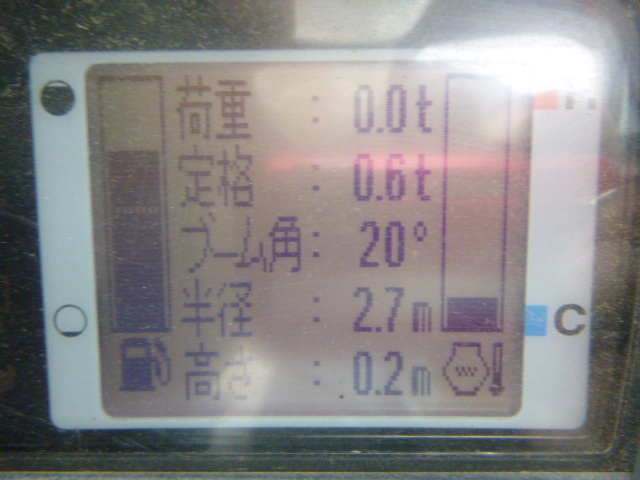 荷重 : 0.0t
定格 : 0.6t
ブーム角: 20°
半径 : 2.7m
高さ : 0.2m
H
C